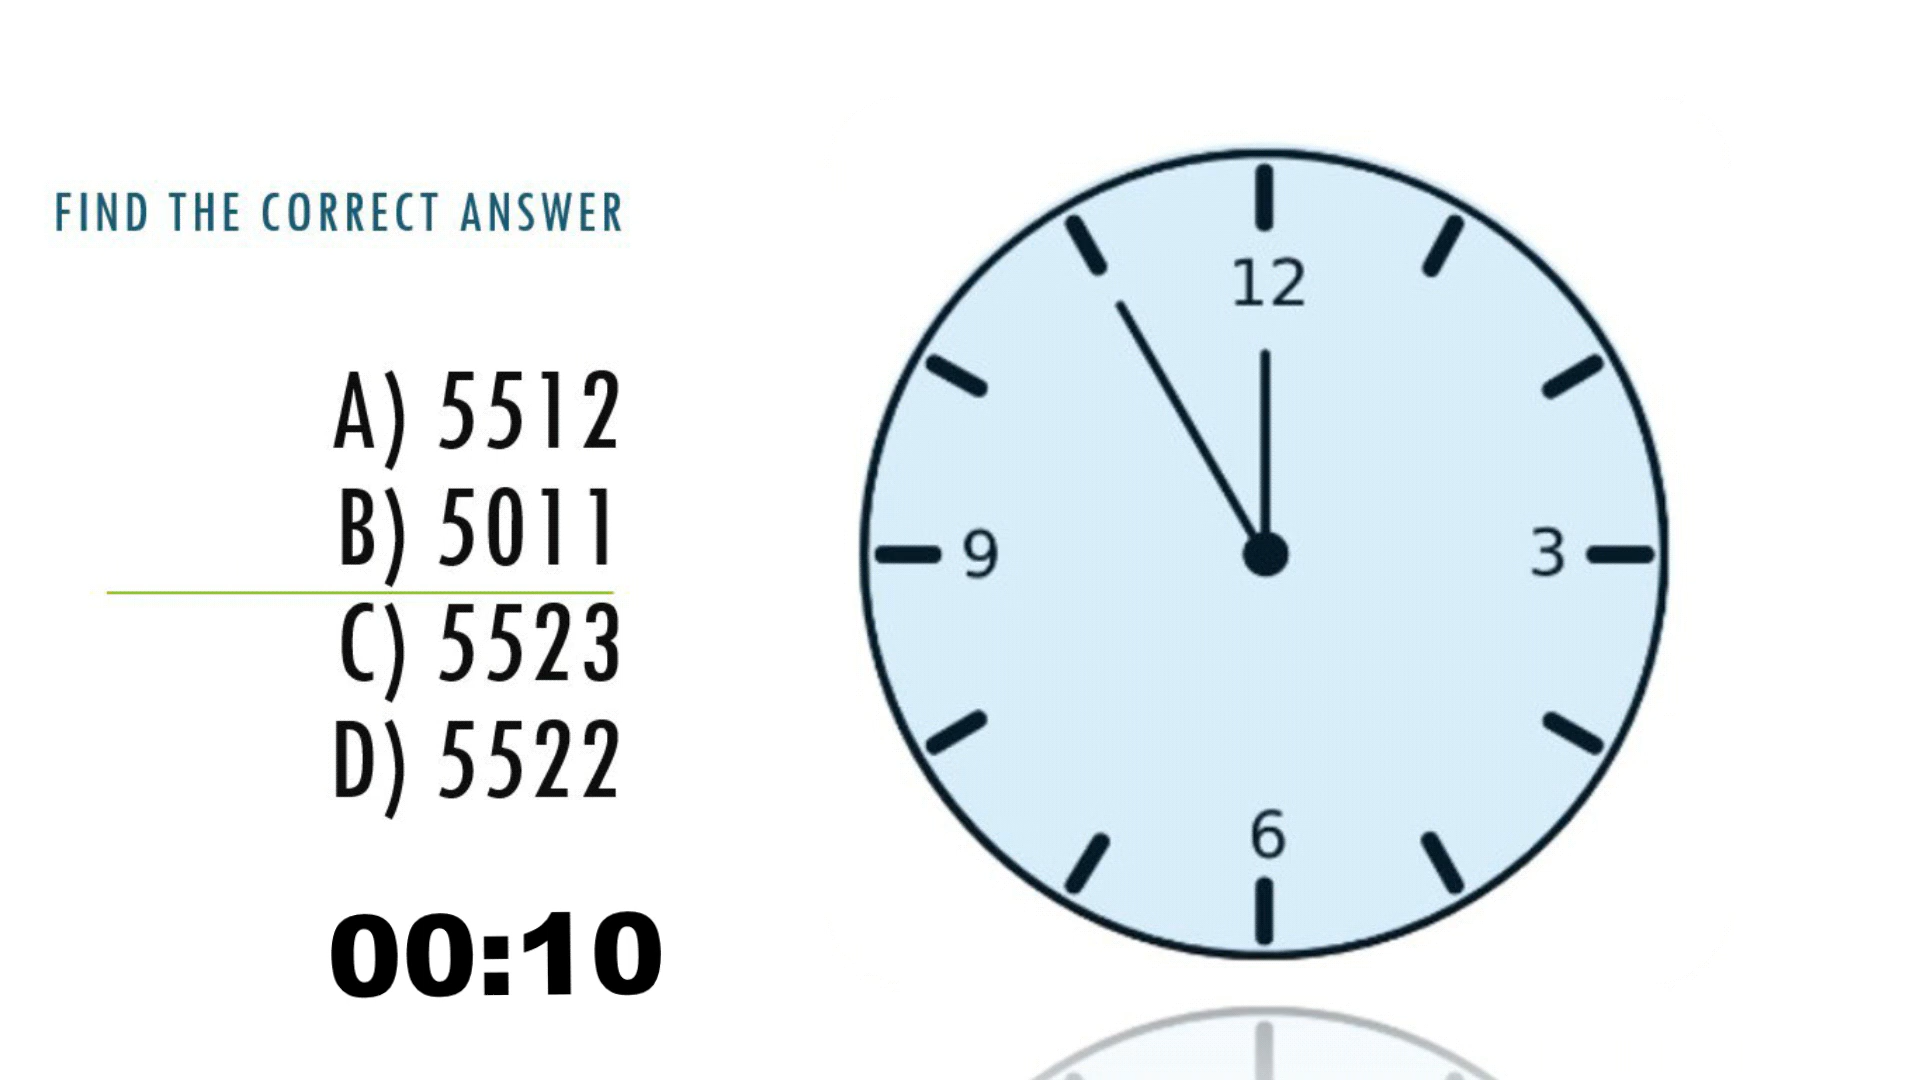 FIND THE CORRECT ANSWER
A) 5512
B) 5011
C) 5523
D) 5522
00:10
12
9
3
6